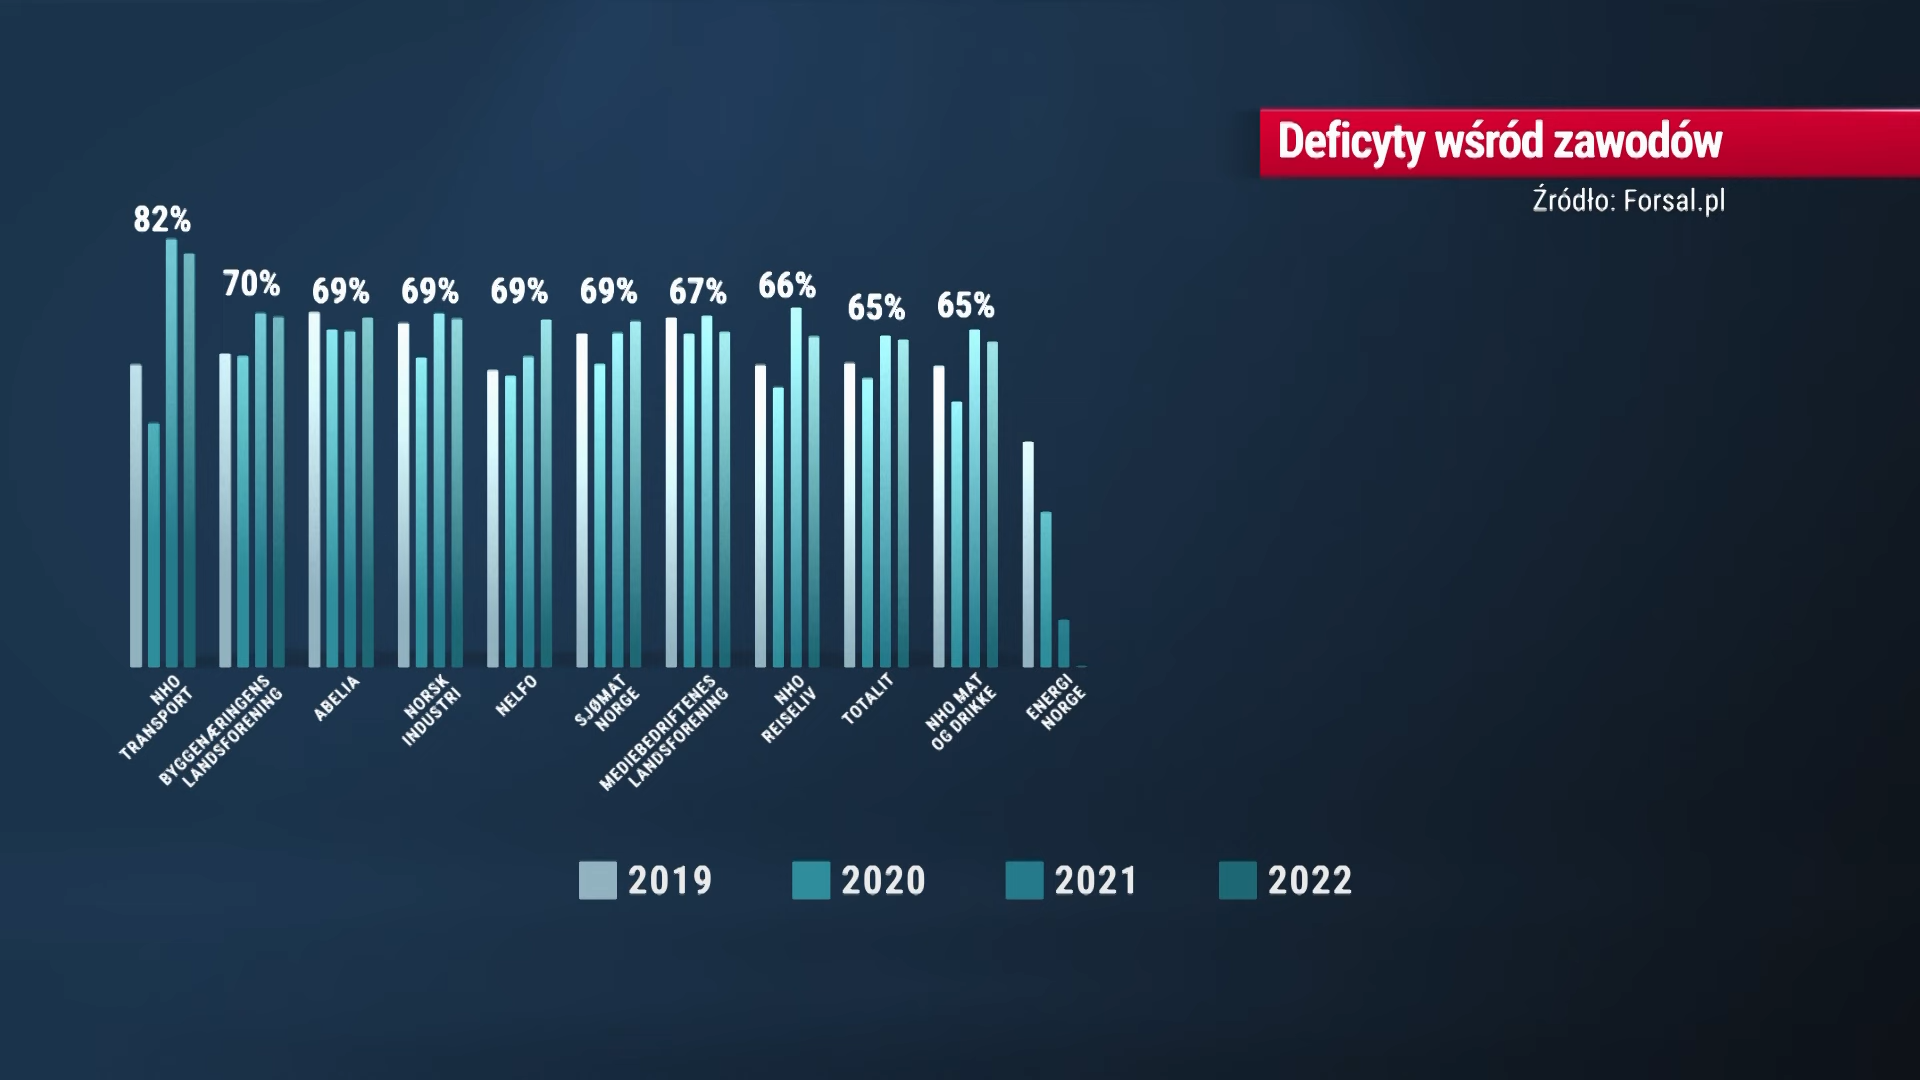 Deficyty wśród zawodów
Źródło: Forsal.pl
82%
70%
69%
69%
69%
69%
67%
66%
65%
65%
NHO
TRANSPORT
BYGGENÆRINGENS
LANDSFORENING
ABELIA
NORSK
INDUSTRI
NELFO
SJØMAT
NORGE
MEDIEBEDRIFTENES
LANDSFORENING
NHO
REISELIV
TOTALIT
NHO MAT
OG DRIKKE
ENERGI
NORGE
2019
2020
2021
2022